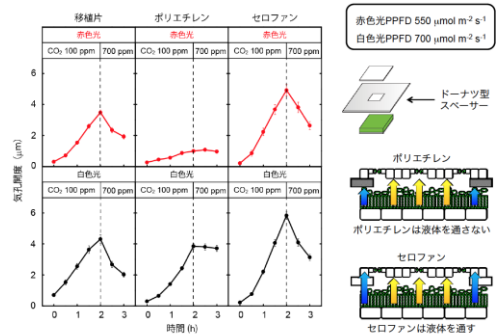 移植片
ポリエチレン
セロファン
赤色光
赤色光
赤色光
CO₂ 100 ppm
700 ppm
CO₂ 100 ppm
700 ppm
CO₂ 100 ppm
700 ppm
6
4
2
0
白色光
白色光
白色光
CO₂ 100 ppm
700 ppm
CO₂ 100 ppm
700 ppm
CO₂ 100 ppm
700 ppm
6
4
2
0
気孔開度 (μm)
0 1 2 3
0 1 2 3
0 1 2 3
時間 (h)
赤色光PPFD 550 μmol m⁻² s⁻¹
白色光PPFD 700 μmol m⁻² s⁻¹
ドーナツ型
スペーサー
ポリエチレン
ポリエチレンは液体を通さない
セロファン
セロファンは液体を通す